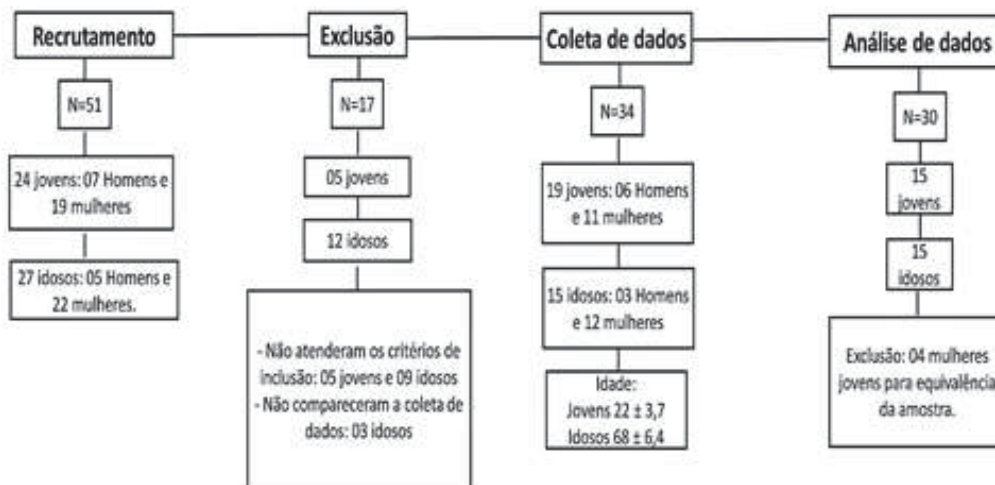 Recrutamento
N=51
24 jovens: 07 Homens e
19 mulheres
27 idosos: 05 Homens e
22 mulheres.
Exclusão
N=17
05 jovens
12 idosos
- Não atenderam os critérios de
inclusão: 05 jovens e 09 idosos
- Não compareceram a coleta de
dados: 03 idosos
Coleta de dados
N=34
19 jovens: 06 Homens
e 11 mulheres
15 idosos: 03 Homens
e 12 mulheres
Idade:
Jovens 22 ± 3,7
Idosos 68 ± 6,4
Análise de dados
N=30
15
jovens
15
idosos
Exclusão: 04 mulheres
jovens para equivalência
da amostra.